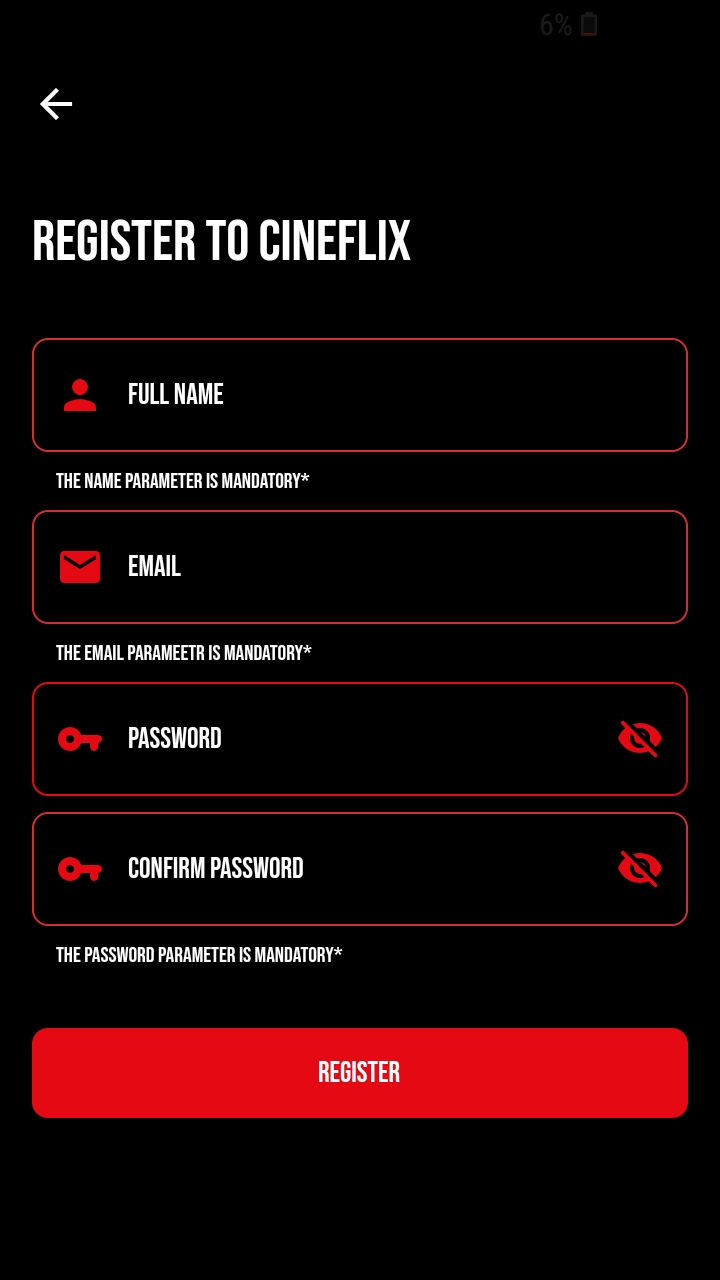 6%
REGISTER TO CINEFLIX
FULL NAME
THE NAME PARAMETER IS MANDATORY*
EMAIL
THE EMAIL PARAMEETR IS MANDATORY*
PASSWORD
CONFIRM PASSWORD
THE PASSWORD PARAMETER IS MANDATORY*
REGISTER